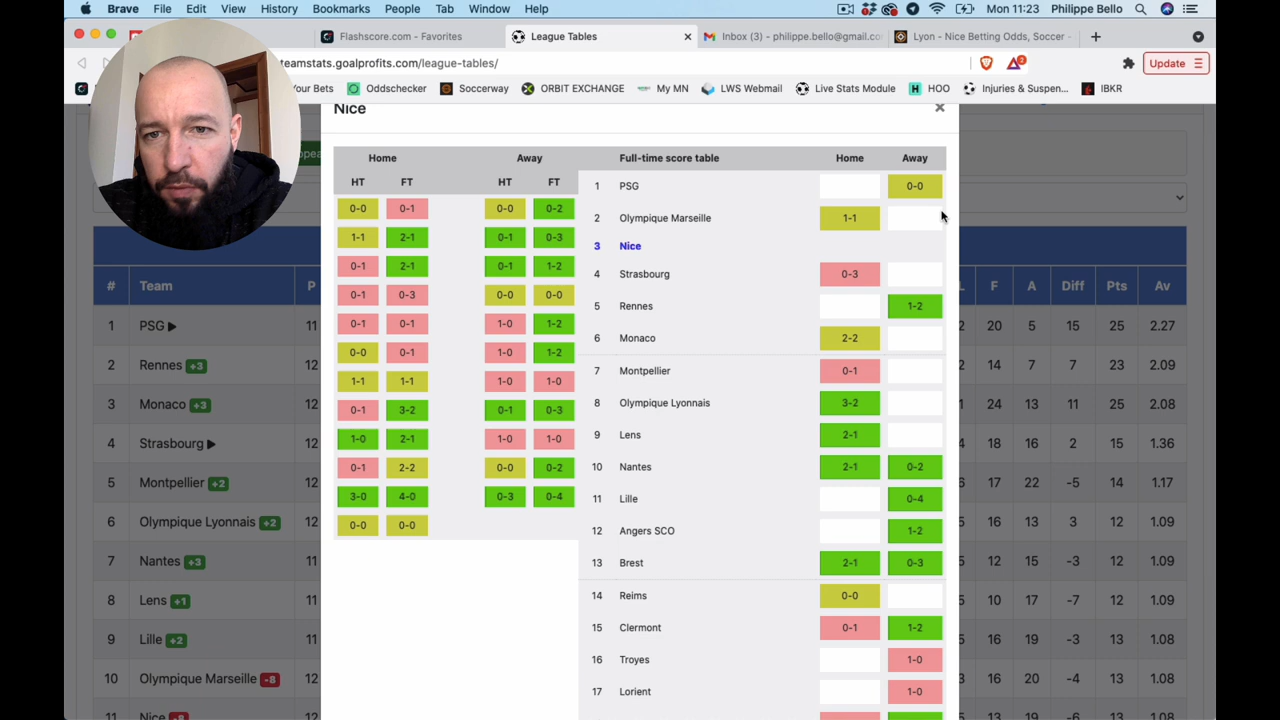 Brave File Edit View History Bookmarks People Tab Window Help Mon 11:23 Philippe Bello
Flashscore.com - Favorites League Tables Inbox (3) - philippe.bello@gmail.co Lyon - Nice Betting Odds, Soccer -
teamstats.goalprofits.com/league-tables/ 2 Update
Your Bets Oddschecker Soccerway ORBIT EXCHANGE My MN LWS Webmail Live Stats Module HOO Injuries & Suspen... IBKR
Nice ×
Home Away
HT FT HT FT
0-0 0-1 0-0 0-2
1-1 2-1 0-1 0-3
0-1 2-1 0-1 1-2
0-1 0-3 0-0 0-0
0-1 0-1 1-0 1-2
0-0 0-1 1-0 1-2
1-1 1-1 1-0 1-0
0-1 3-2 0-1 0-3
1-0 2-1 1-0 1-0
0-1 2-2 0-0 0-2
3-0 4-0 0-3 0-4
0-0 0-0
Full-time score table Home Away
1 PSG 0-0
2 Olympique Marseille 1-1
3 Nice
4 Strasbourg 0-3
5 Rennes 1-2
6 Monaco 2-2
7 Montpellier 0-1
8 Olympique Lyonnais 3-2
9 Lens 2-1
10 Nantes 2-1 0-2
11 Lille 0-4
12 Angers SCO 1-2
13 Brest 2-1 0-3
14 Reims 0-0
15 Clermont 0-1 1-2
16 Troyes 1-0
17 Lorient 1-0
# Team P F A Diff Pts Av
1 PSG 11 20 5 15 25 2.27
2 Rennes +3 12 14 7 7 23 2.09
3 Monaco +3 12 24 13 11 25 2.08
4 Strasbourg 12 18 16 2 15 1.36
5 Montpellier +2 12 17 22 -5 14 1.17
6 Olympique Lyonnais +2 12 16 13 3 12 1.09
7 Nantes +3 11 12 15 -3 12 1.09
8 Lens +1 11 10 17 -7 12 1.09
9 Lille +2 11 16 19 -3 13 1.08
10 Olympique Marseille -8 12 16 20 -4 13 1.08
11 Nice 13 19 -6 13 1.08